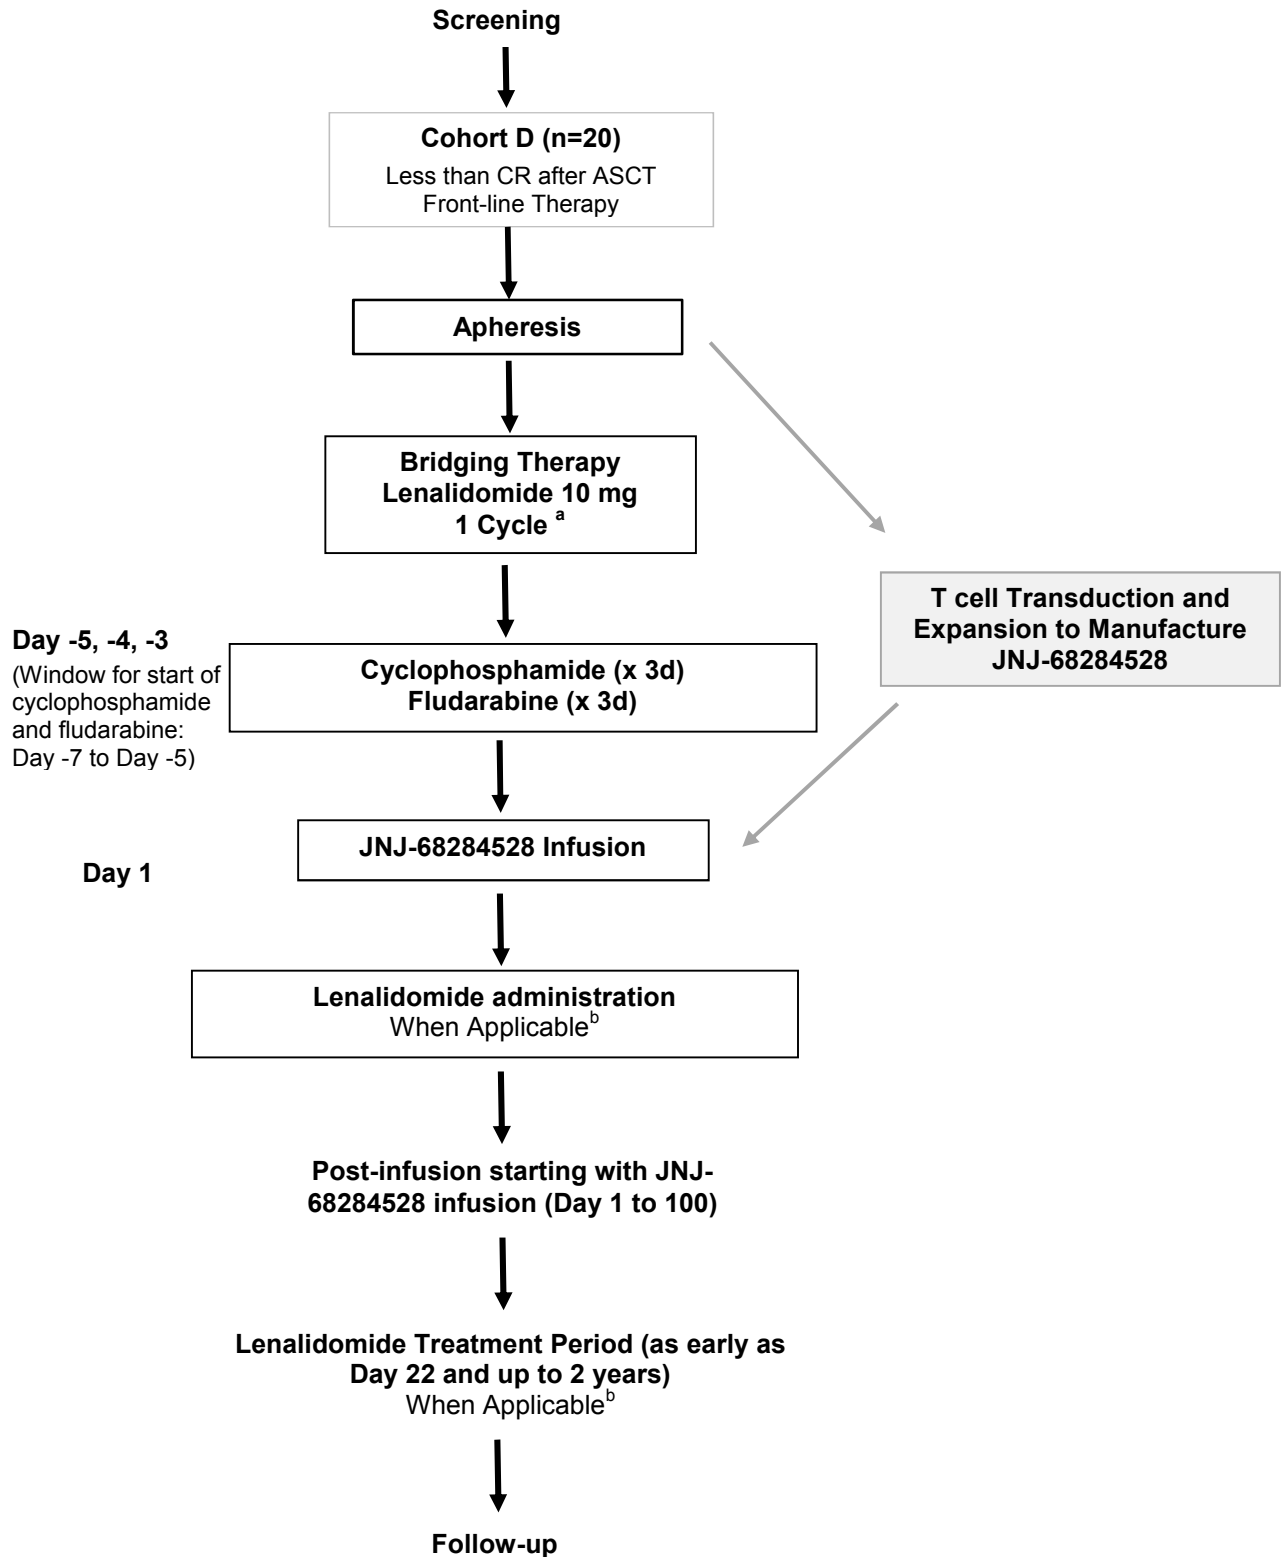 Screening
Cohort D (n=20)
Less than CR after ASCT
Front-line Therapy
Apheresis
Bridging Therapy
Lenalidomide 10 mg
1 Cycle a
T cell Transduction and
Expansion to Manufacture
JNJ-68284528
Day -5, -4, -3
(Window for start of
cyclophosphamide
and fludarabine:
Day -7 to Day -5)
Cyclophosphamide (x 3d)
Fludarabine (x 3d)
JNJ-68284528 Infusion
Day 1
Lenalidomide administration
When Applicableb
Post-infusion starting with JNJ-
68284528 infusion (Day 1 to 100)
Lenalidomide Treatment Period (as early as
Day 22 and up to 2 years)
When Applicableb
Follow-up